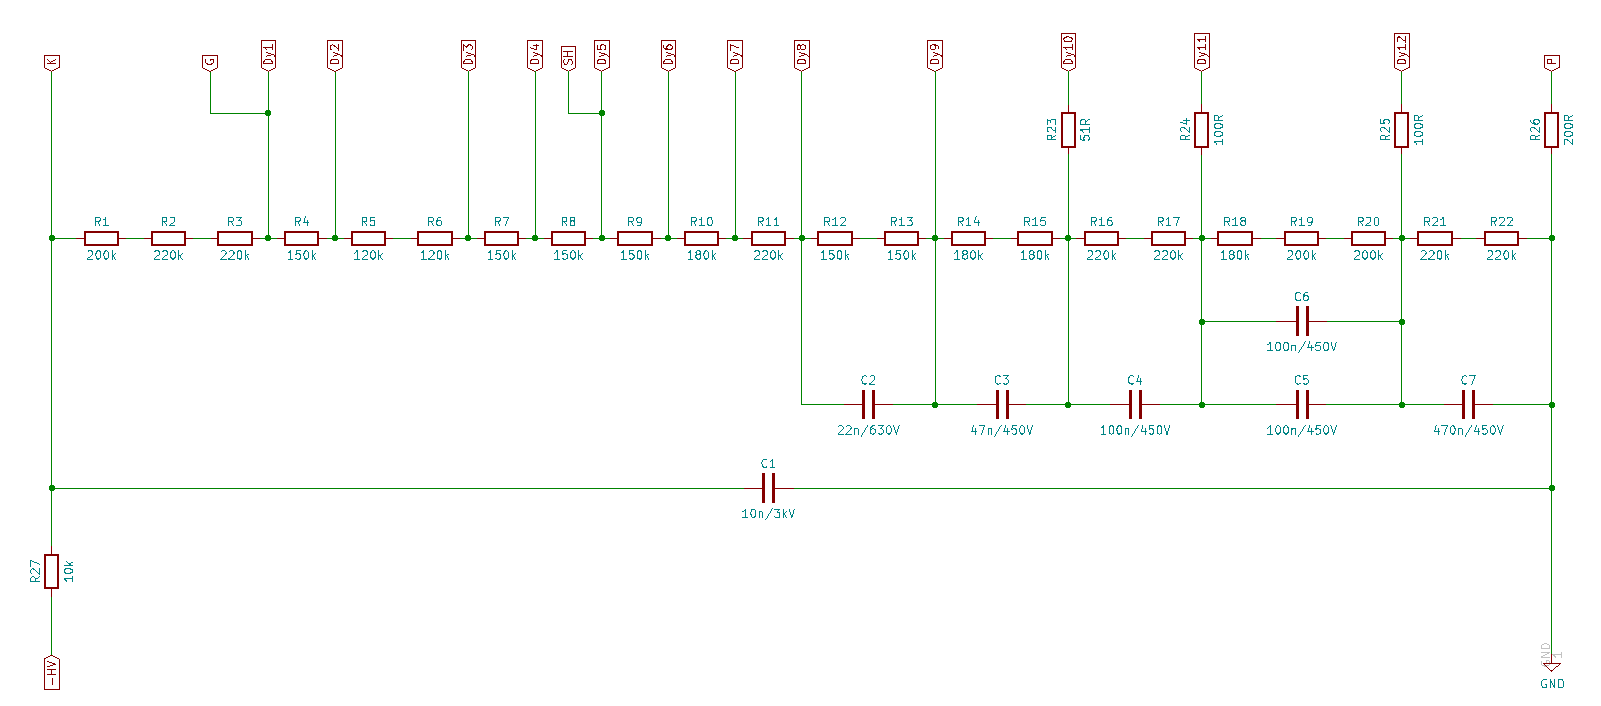 K
G
Dy1
Dy2
Dy3
Dy4
SH
Dy5
Dy6
Dy7
Dy8
Dy9
Dy10
Dy11
Dy12
P
R23
51R
R24
100R
R25
100R
R26
200R
R1 R2 R3 R4 R5 R6 R7 R8 R9 R10 R11 R12 R13 R14 R15 R16 R17 R18 R19 R20 R21 R22
200k 220k 220k 150k 120k 120k 150k 150k 150k 180k 220k 150k 150k 180k 180k 220k 220k 180k 200k 200k 220k 220k
C6
100n/450V
C2 C3 C4 C5 C7
22n/630V 47n/450V 100n/450V 100n/450V 470n/450V
C1
10n/3kV
R27
10k
-HV
GND
1
GND